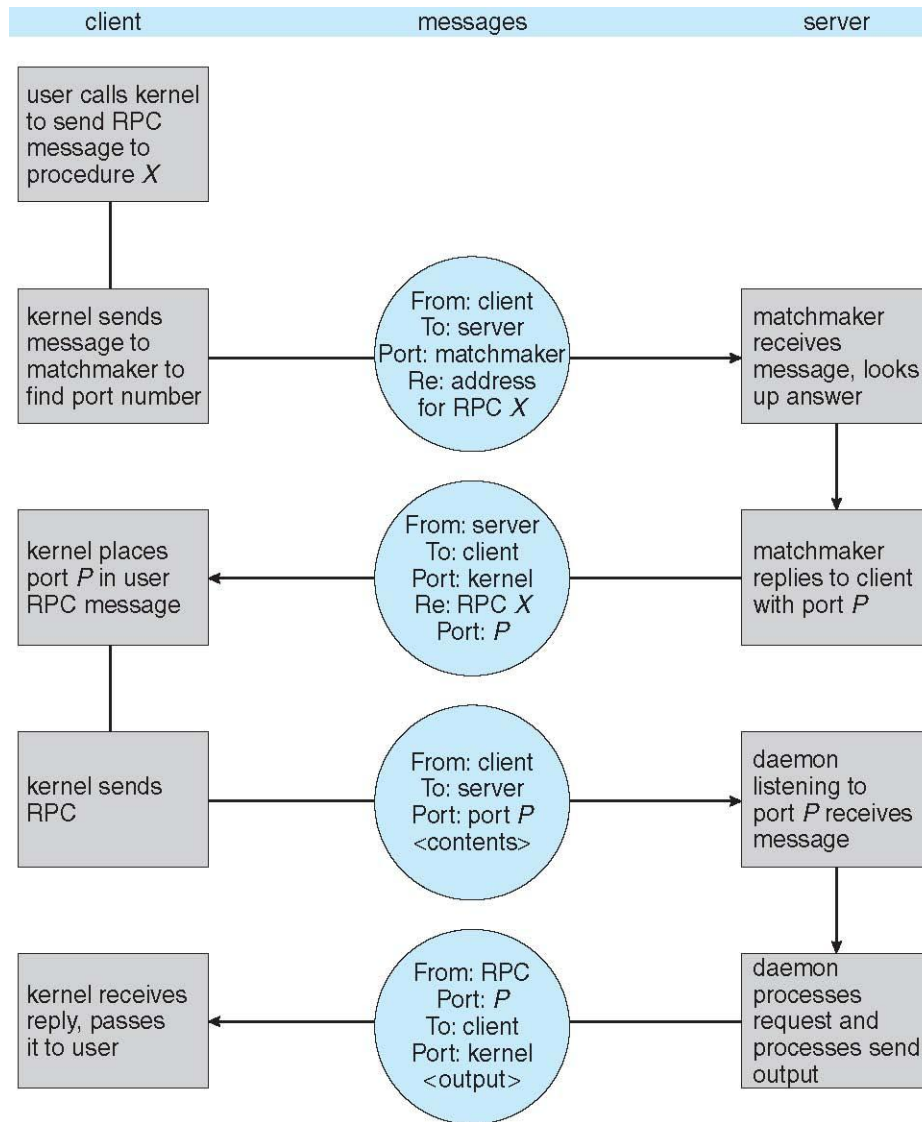 client
messages
server
user calls kernel
to send RPC
message to
procedure X
kernel sends
message to
matchmaker to
find port number
From: client
To: server
Port: matchmaker
Re: address
for RPC X
matchmaker
receives
message, looks
up answer
kernel places
port P in user
RPC message
From: server
To: client
Port: kernel
Re: RPC X
Port: P
matchmaker
replies to client
with port P
kernel sends
RPC
From: client
To: server
Port: port P
<contents>
daemon
listening to
port P receives
message
kernel receives
reply, passes
it to user
From: RPC
Port: P
To: client
Port: kernel
<output>
daemon
processes
request and
processes send
output